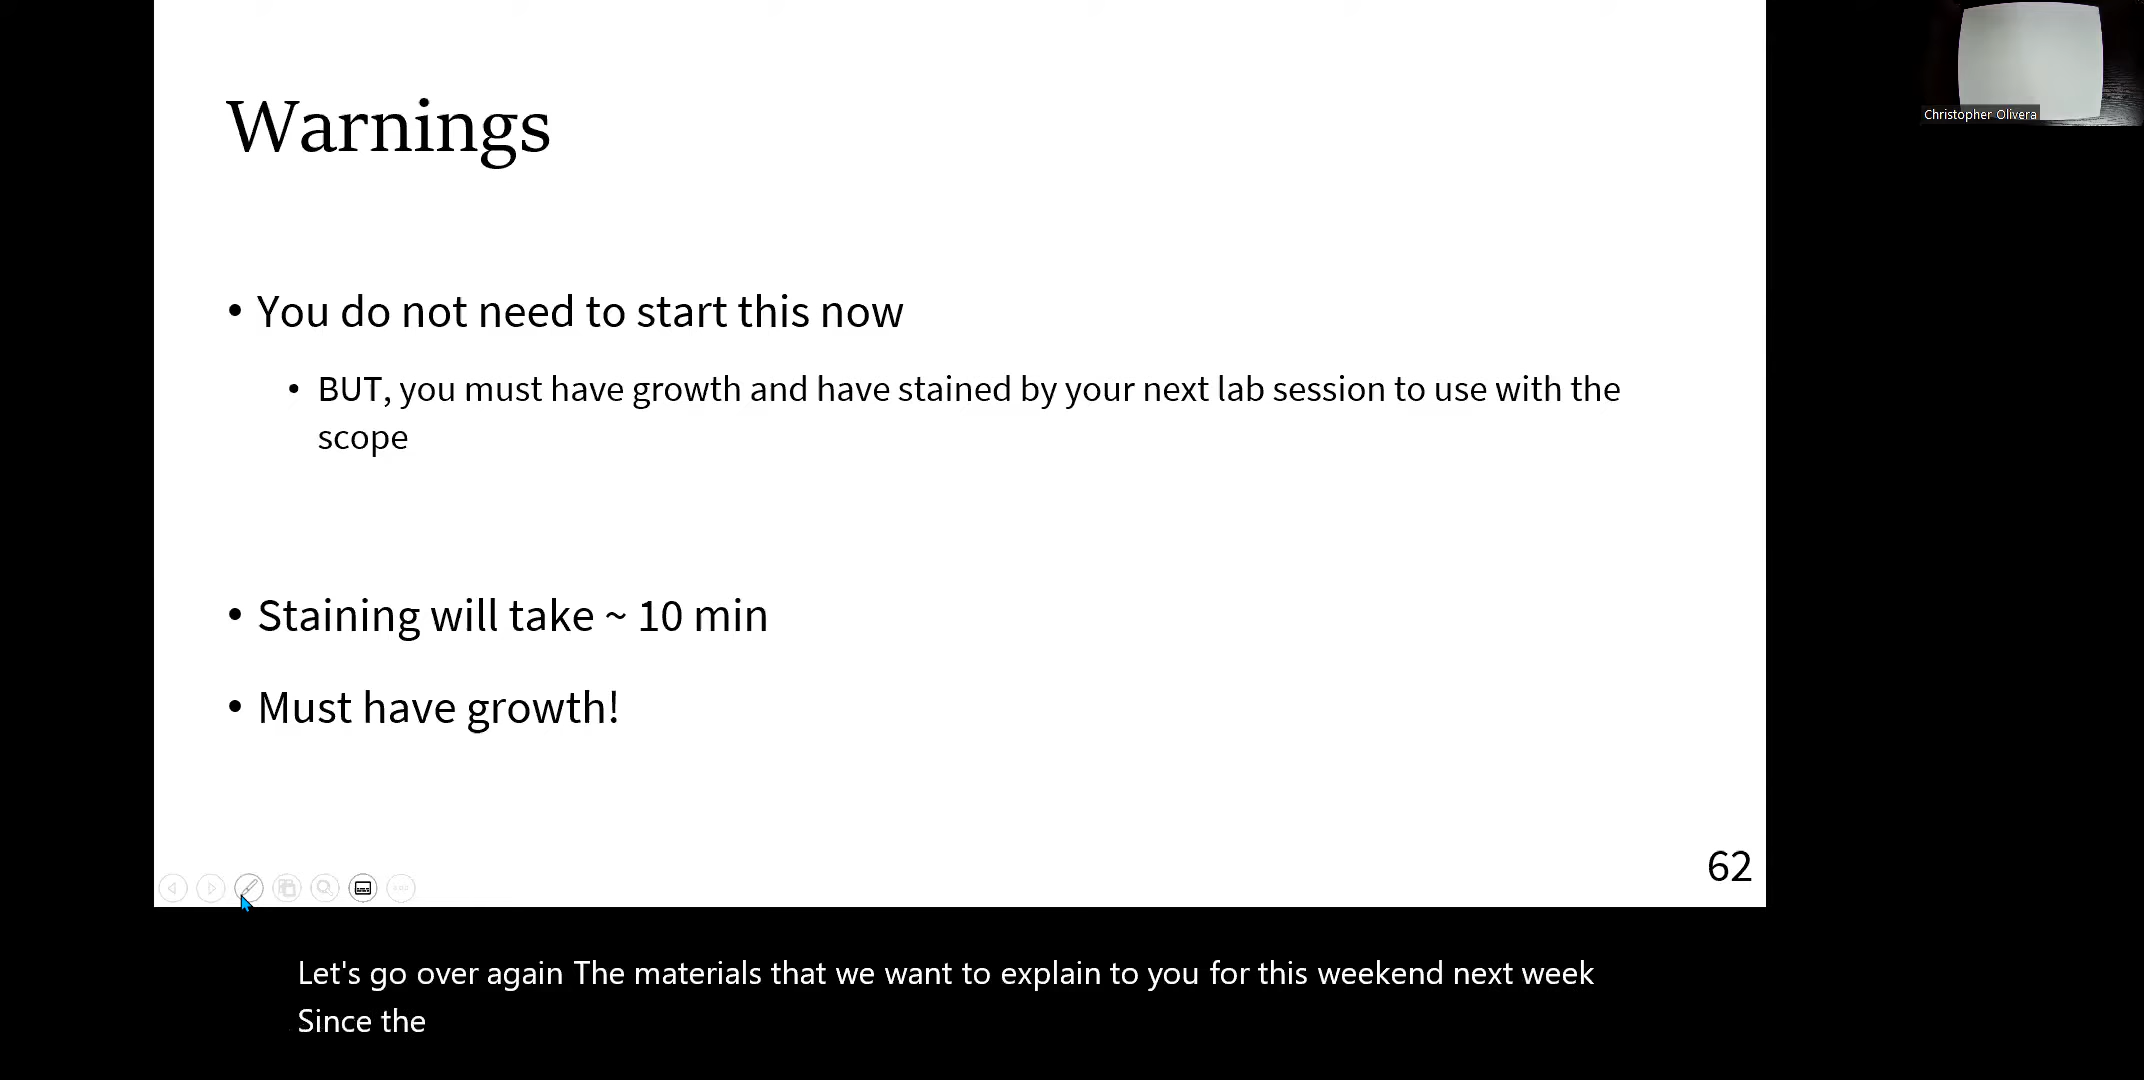 Christopher Olivera
Warnings
• You do not need to start this now
• BUT, you must have growth and have stained by your next lab session to use with the
scope
• Staining will take ~ 10 min
• Must have growth!
62
Let's go over again The materials that we want to explain to you for this weekend next week
Since the